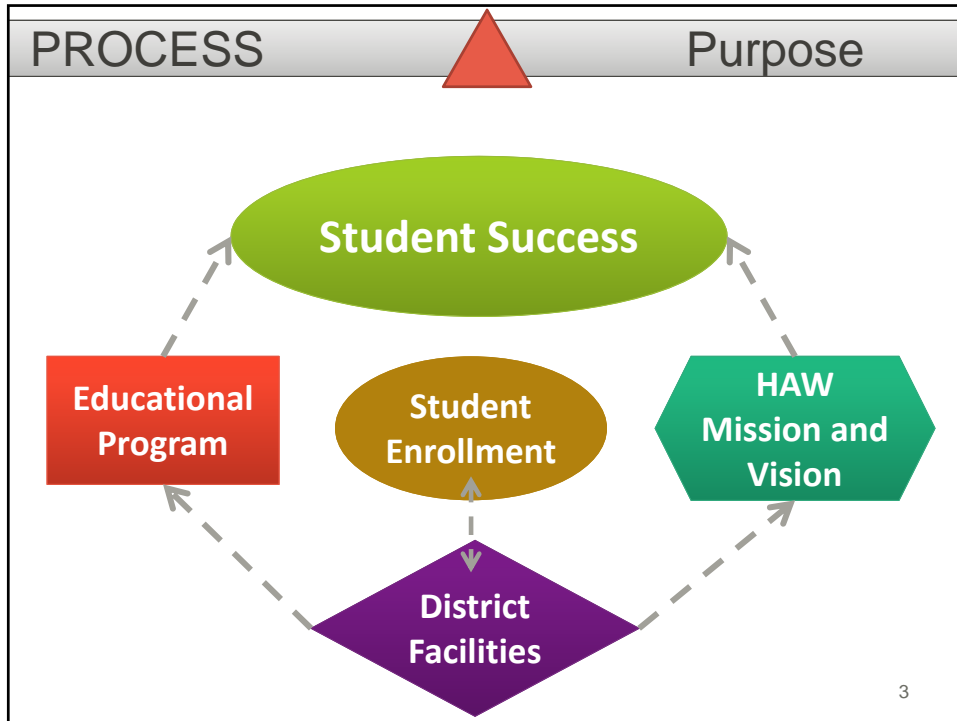 PROCESS Purpose
Student Success
Educational
Program
Student
Enrollment
HAW
Mission and
Vision
District
Facilities
3